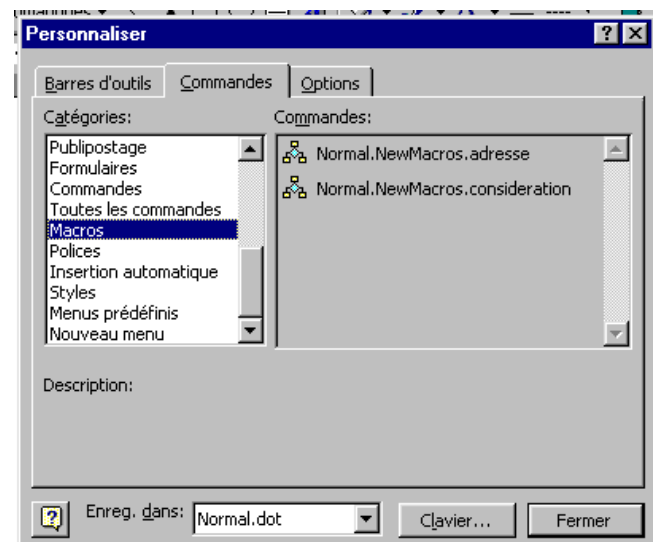 Personnaliser
Barres d'outils Commandes Options
Catégories: Commandes:
Publipostage
Formulaires
Commandes
Toutes les commandes
Macros
Polices
Insertion automatique
Styles
Menus prédéfinis
Nouveau menu
Normal.NewMacros.adresse
Normal.NewMacros.consideration
Description:
Enreg. dans: Normal.dot Clavier... Fermer